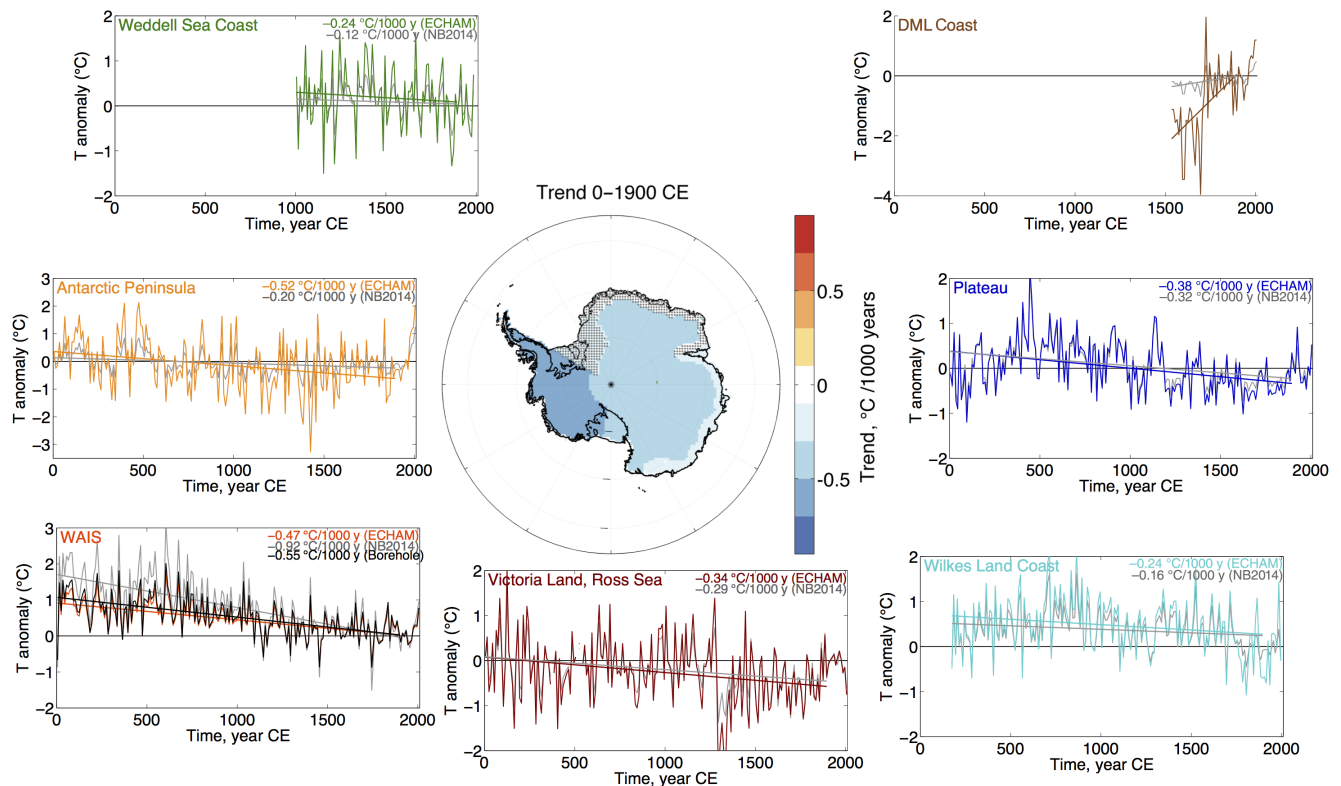 Weddell Sea Coast
−0.24 °C/1000 y (ECHAM)
−0.12 °C/1000 y (NB2014)
2
1
0
−1
−2
T anomaly (°C)
0 500 1000 1500 2000
Time, year CE
DML Coast
2
0
−2
−4
T anomaly (°C)
0 500 1000 1500 2000
Time, year CE
Antarctic Peninsula
−0.52 °C/1000 y (ECHAM)
−0.20 °C/1000 y (NB2014)
3
2
1
0
−1
−2
−3
T anomaly (°C)
0 500 1000 1500 2000
Time, year CE
Trend 0−1900 CE
0.5
0
-0.5
Trend, °C /1000 years
Plateau
−0.38 °C/1000 y (ECHAM)
−0.32 °C/1000 y (NB2014)
2
1
0
−1
−2
T anomaly (°C)
0 500 1000 1500 2000
Time, year CE
WAIS
−0.47 °C/1000 y (ECHAM)
−0.92 °C/1000 y (NB2014)
−0.55 °C/1000 y (Borehole)
3
2
1
0
−1
−2
T anomaly (°C)
0 500 1000 1500 2000
Time, year CE
Victoria Land, Ross Sea
−0.34 °C/1000 y (ECHAM)
−0.29 °C/1000 y (NB2014)
2
1
0
−1
−2
T anomaly (°C)
0 500 1000 1500 2000
Time, year CE
Wilkes Land Coast
−0.24 °C/1000 y (ECHAM)
−0.16 °C/1000 y (NB2014)
2
1
0
−1
−2
T anomaly (°C)
0 500 1000 1500 2000
Time, year CE